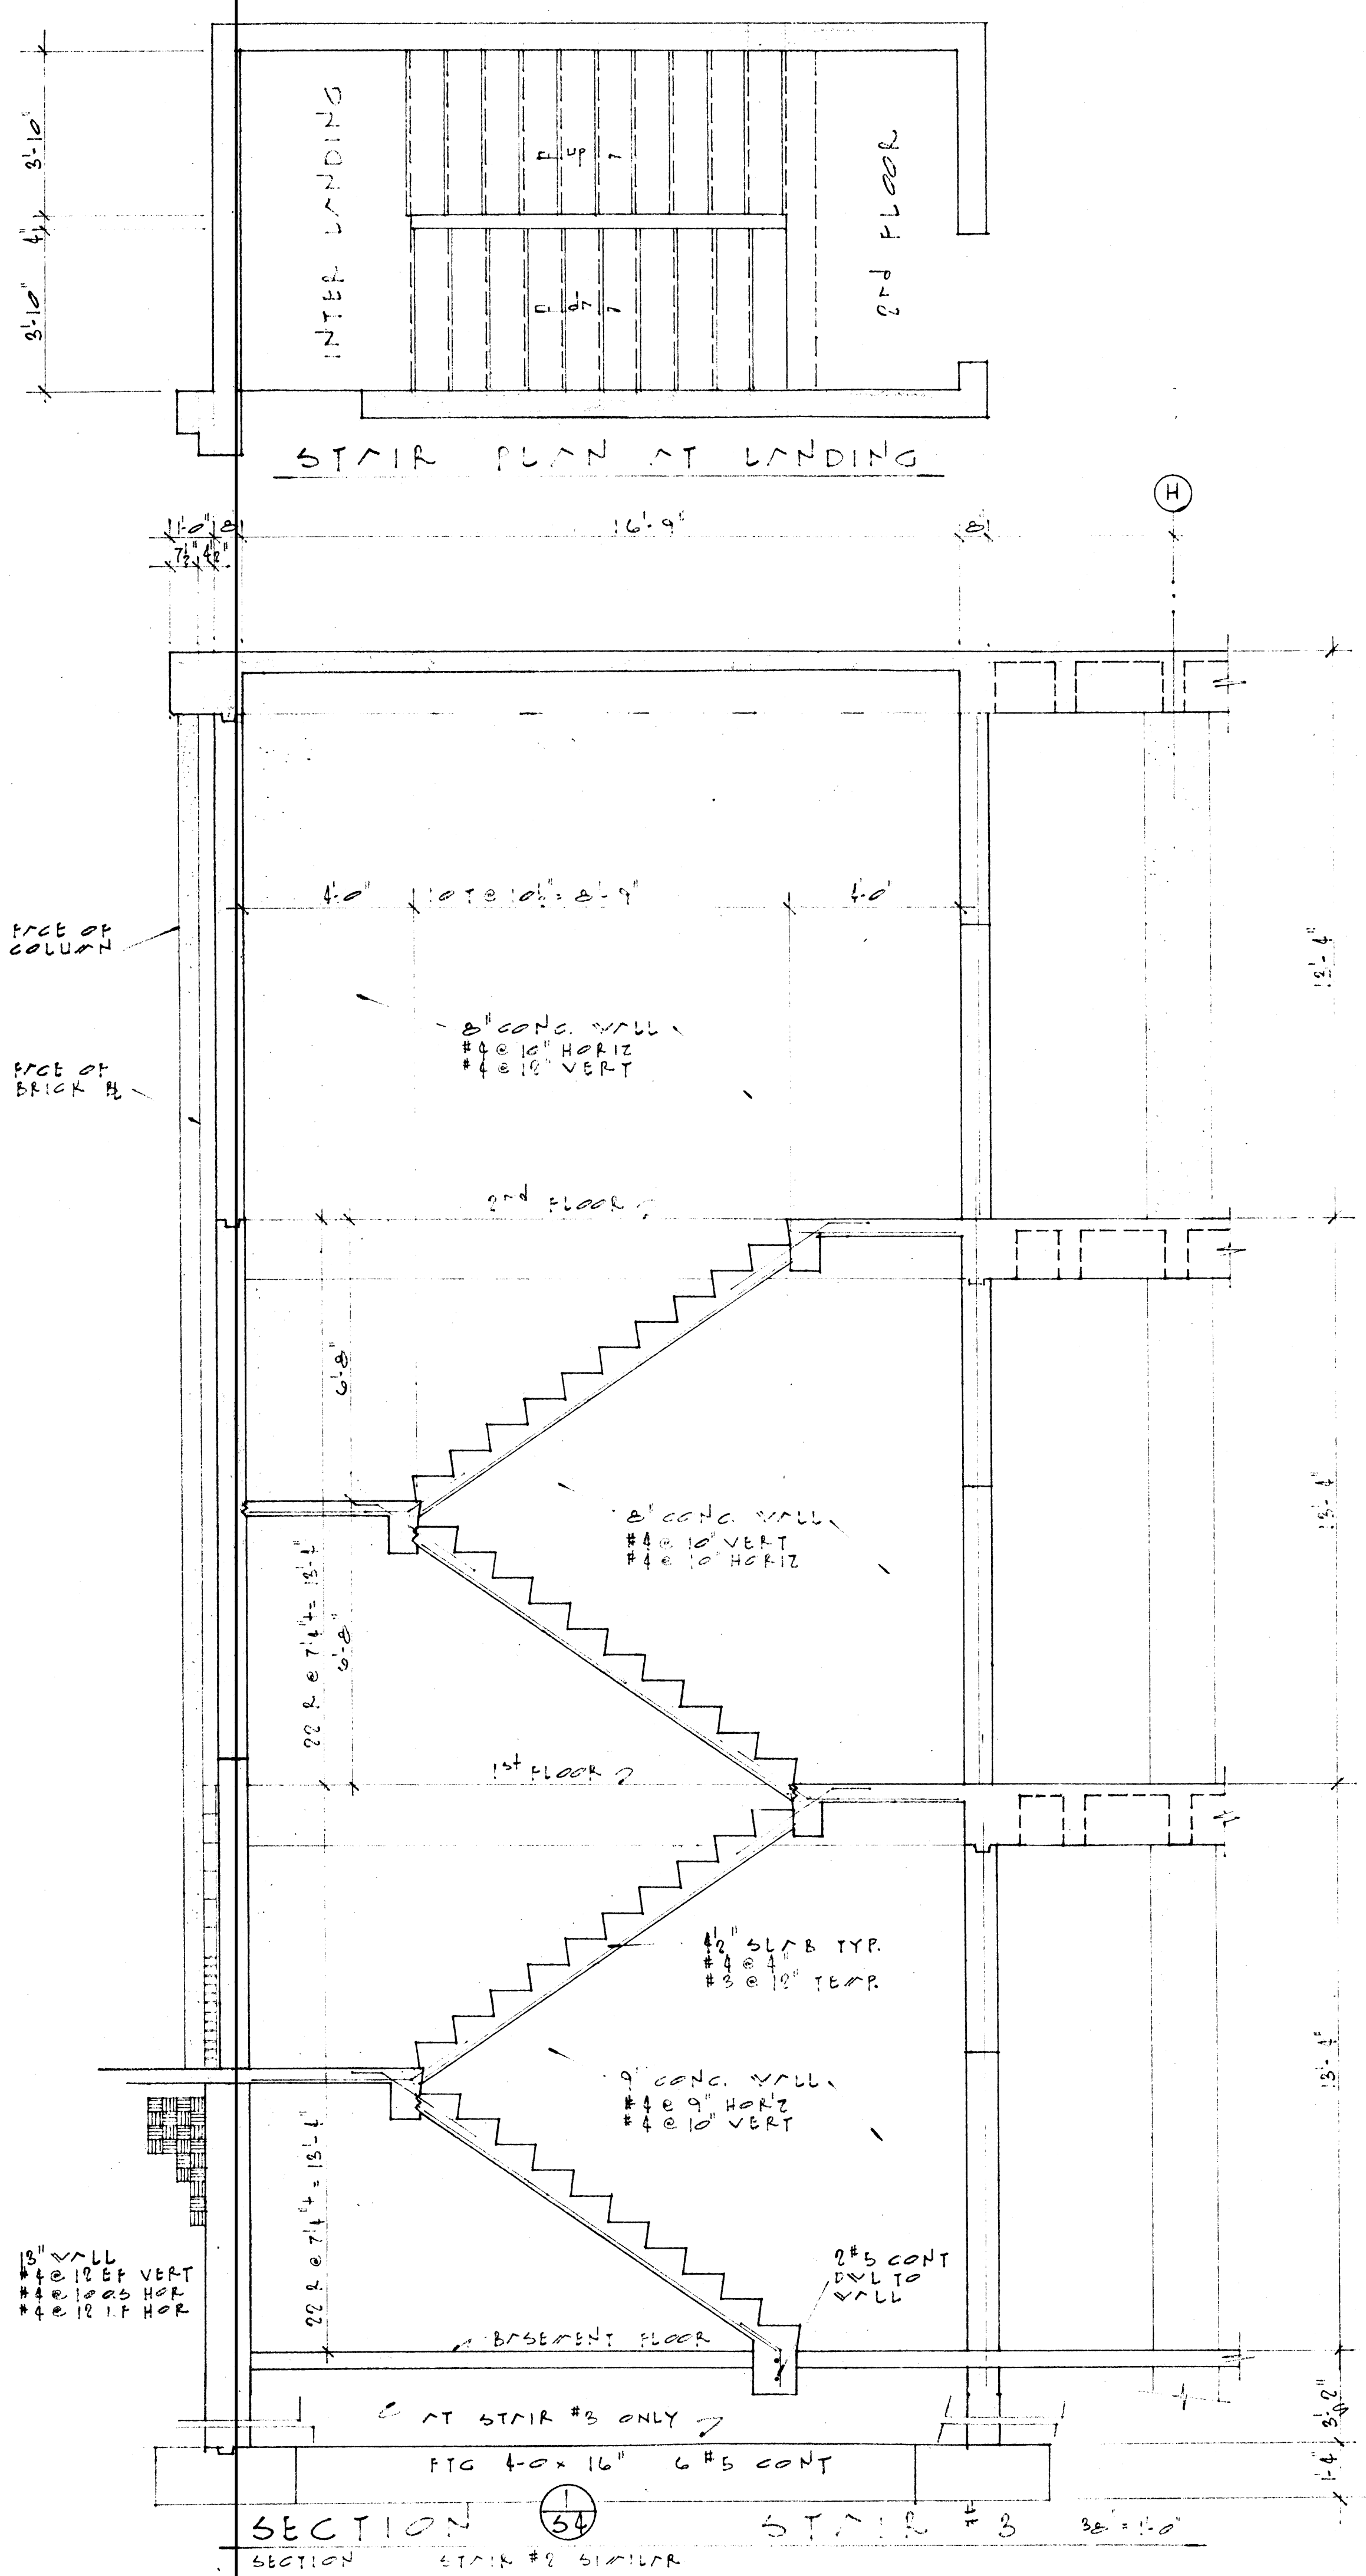 3'-10"
4"
3'-10"
INTER LANDING
UP
2nd FLOOR
STAIR PLAN AT LANDING
H
1'-0" 8"
16'-9"
8"
7½" 4½"
4'-0"
10 T @ 10½" = 8'-9"
4'-0"
FACE OF
COLUMN
13'-4"
8" CONC. WALL
#4 @ 10" HORIZ
#4 @ 12" VERT
FACE OF
BRICK PL
2nd FLOOR
6'-8"
8" CONC. WALL
#4 @ 10" VERT
#4 @ 10" HORIZ
13'-4"
22 R @ 7¼"+ = 13'-4"
6'-8"
1st FLOOR
4½" SLAB TYP.
#4 @ 4"
#3 @ 12" TEMP.
9" CONC. WALL
#4 @ 9" HORIZ
#4 @ 10" VERT
13'-4"
22 R @ 7¼"+ = 13'-4"
13" WALL
#4 @ 12 EF VERT
#4 @ 10 O.S HOR
#4 @ 12 I.F HOR
2 #5 CONT
DWL TO
WALL
BASEMENT FLOOR
AT STAIR #3 ONLY
3'-2"
FTG 4-0 x 16" 6 #5 CONT
1'-4"
SECTION 1 S4 STAIR #3 ⅜" = 1'-0"
SECTION STAIR #2 SIMILAR